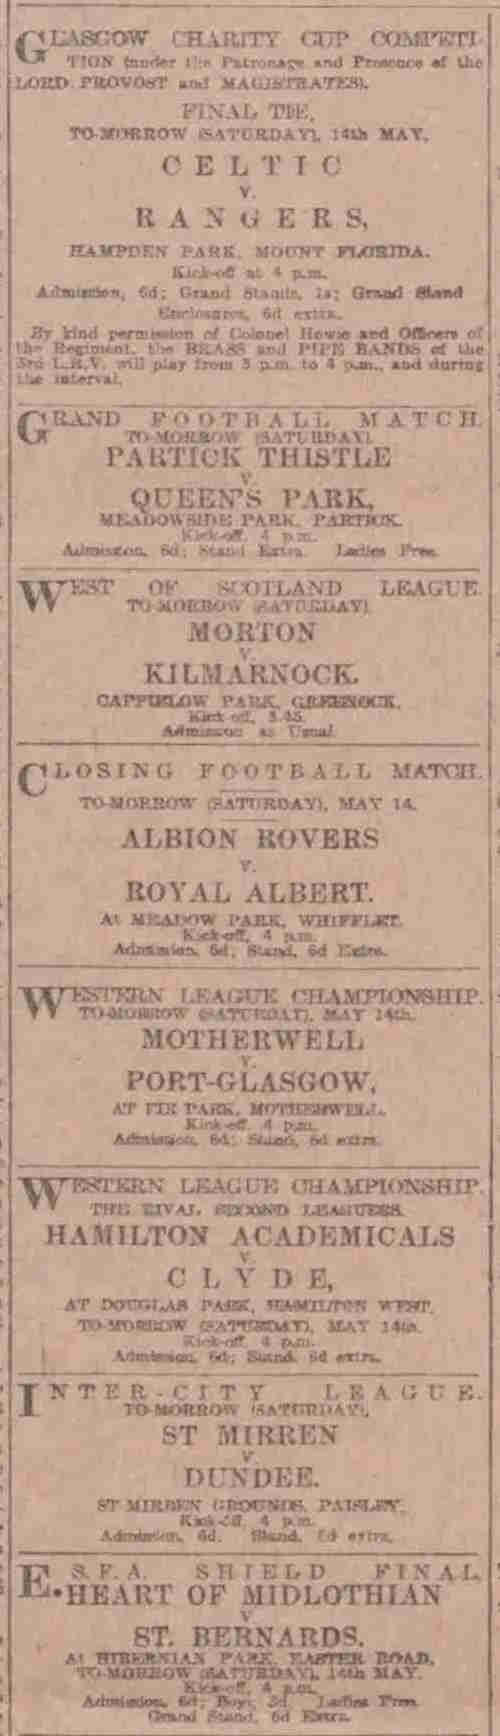 GLASGOW CHARITY CUP COMPETI-
TION (under the Patronage and Presence of the
LORD PROVOST and MAGISTRATES).
FINAL TIE,
TO-MORROW (SATURDAY), 14th MAY.
CELTIC
v.
RANGERS,
HAMPDEN PARK, MOUNT FLORIDA.
Kick-off at 4 p.m.
Admission, 6d; Grand Stands, 1s; Grand Stand
Enclosures, 6d extra.
By kind permission of Colonel Howie and Officers of
the Regiment, the BRASS and PIPE BANDS of the
3rd L.R.V. will play from 3 p.m. to 4 p.m., and during
the interval.
GRAND FOOTBALL MATCH.
TO-MORROW (SATURDAY).
PARTICK THISTLE
v.
QUEEN'S PARK,
MEADOWSIDE PARK, PARTICK.
Kick-off, 4 p.m.
Admission, 6d; Stand Extra. Ladies Free.
WEST OF SCOTLAND LEAGUE.
TO-MORROW (SATURDAY)
MORTON
v.
KILMARNOCK.
CAPPIELOW PARK, GREENOCK.
Kick-off, 3.45.
Admission as Usual
CLOSING FOOTBALL MATCH.
TO-MORROW (SATURDAY), MAY 14.
ALBION ROVERS
v.
ROYAL ALBERT.
At MEADOW PARK, WHIFFLET.
Kick-off, 4 p.m.
Admission, 6d; Stand, 6d Extra.
WESTERN LEAGUE CHAMPIONSHIP.
TO-MORROW (SATURDAY), MAY 14th.
MOTHERWELL
v.
PORT-GLASGOW,
AT FIR PARK, MOTHERWELL.
Kick-off, 4 p.m.
Admission, 6d; Stand, 6d extra.
WESTERN LEAGUE CHAMPIONSHIP.
THE RIVAL SECOND LEAGUERS.
HAMILTON ACADEMICALS
v.
CLYDE,
AT DOUGLAS PARK, HAMILTON WEST,
TO-MORROW (SATURDAY), MAY 14th.
Kick-off, 4 p.m.
Admission, 6d; Stand, 6d extra.
INTER-CITY LEAGUE.
TO-MORROW (SATURDAY),
ST MIRREN
v
DUNDEE.
ST MIRREN GROUNDS, PAISLEY.
Kick-off, 4 p.m.
Admission, 6d. Stand, 6d extra.
E.S.F.A. SHIELD FINAL.
HEART OF MIDLOTHIAN
v
ST. BERNARDS.
At HIBERNIAN PARK, EASTER ROAD,
TO-MORROW (SATURDAY), 14th MAY.
Kick-off, 4 p.m.
Admission, 6d; Boys, 3d Ladies Free
Grand Stand, 6d Extra.